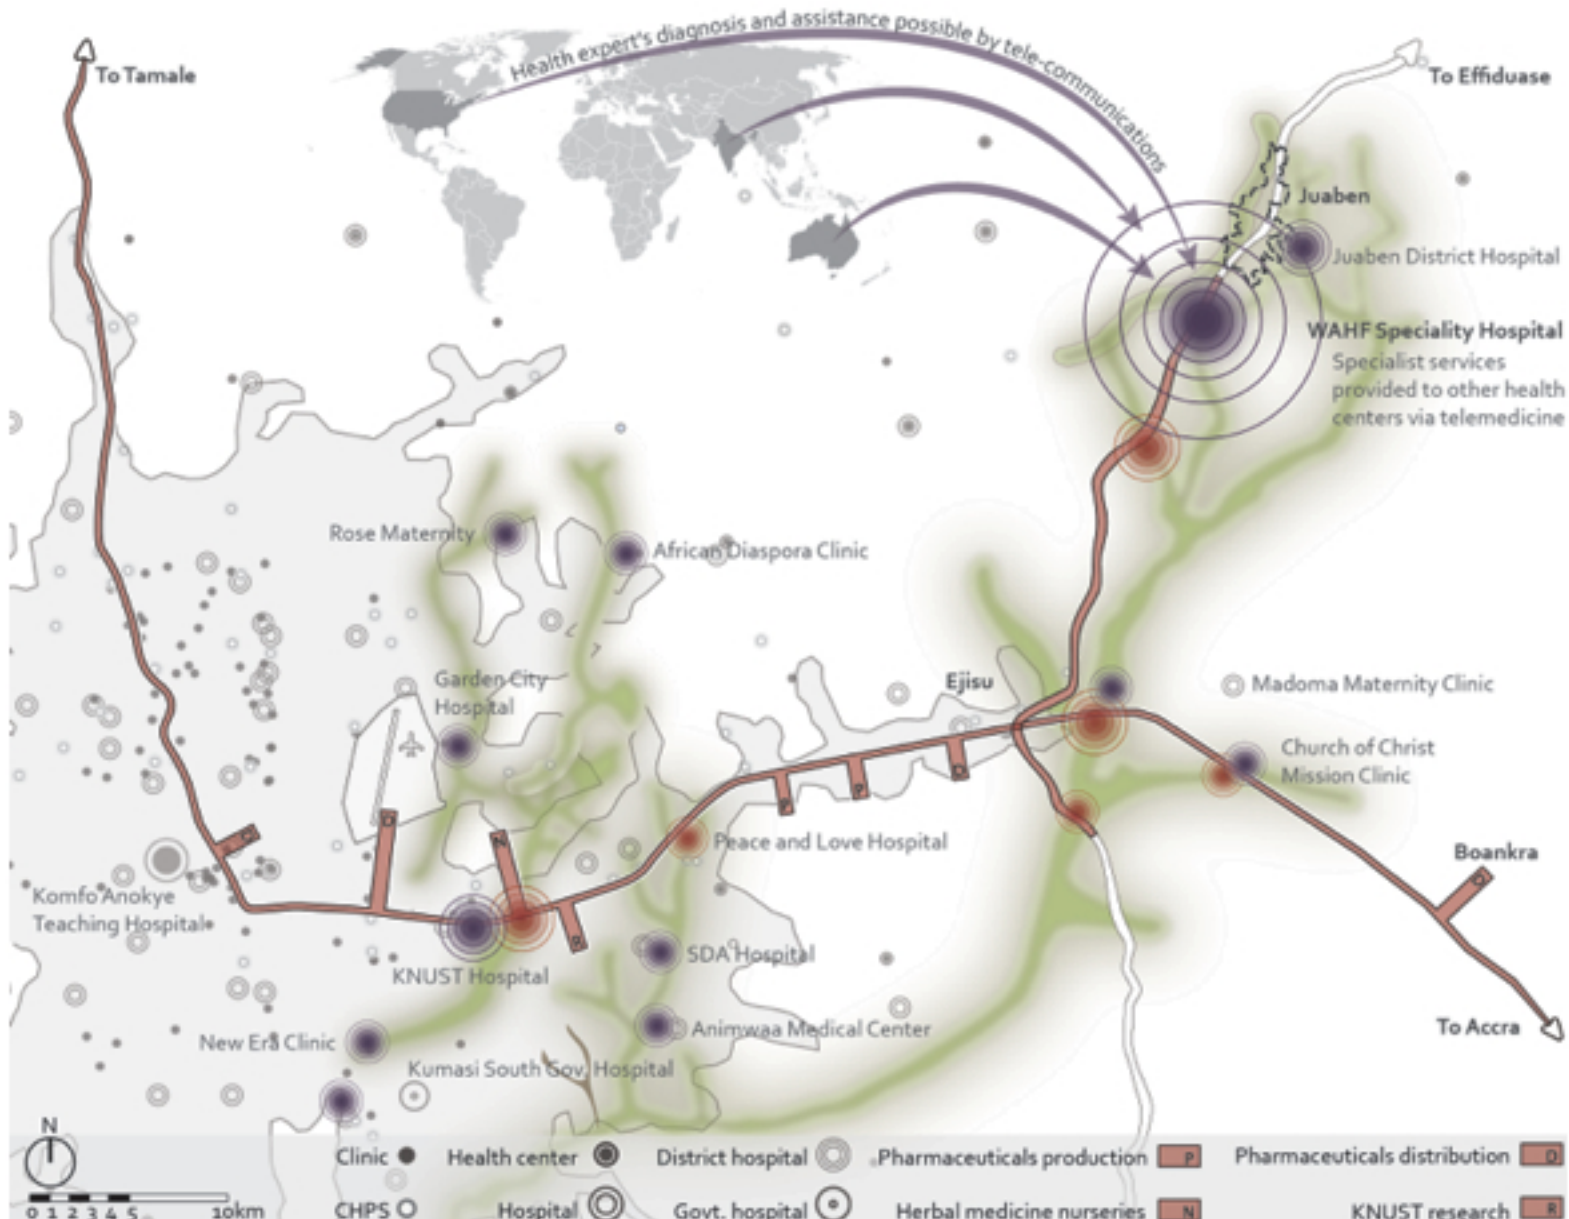 Health expert's diagnosis and assistance possible by tele-communications
To Tamale
To Effiduase
Juaben
Juaben District Hospital
WAHF Speciality Hospital
Specialist services
provided to other health
centers via telemedicine
Rose Maternity
African Diaspora Clinic
Garden City
Hospital
Ejisu
Madoma Maternity Clinic
Church of Christ
Mission Clinic
P
P
D
D
D
N
Peace and Love Hospital
Boankra
D
Komfo Anokye
Teaching Hospital
R
SDA Hospital
KNUST Hospital
To Accra
New Era Clinic
Animwaa Medical Center
Kumasi South Gov. Hospital
N
Clinic
Health center
District hospital
Pharmaceuticals production P
Pharmaceuticals distribution D
0 1 2 3 4 5 10km
CHPS
Hospital
Govt. hospital
Herbal medicine nurseries N
KNUST research R